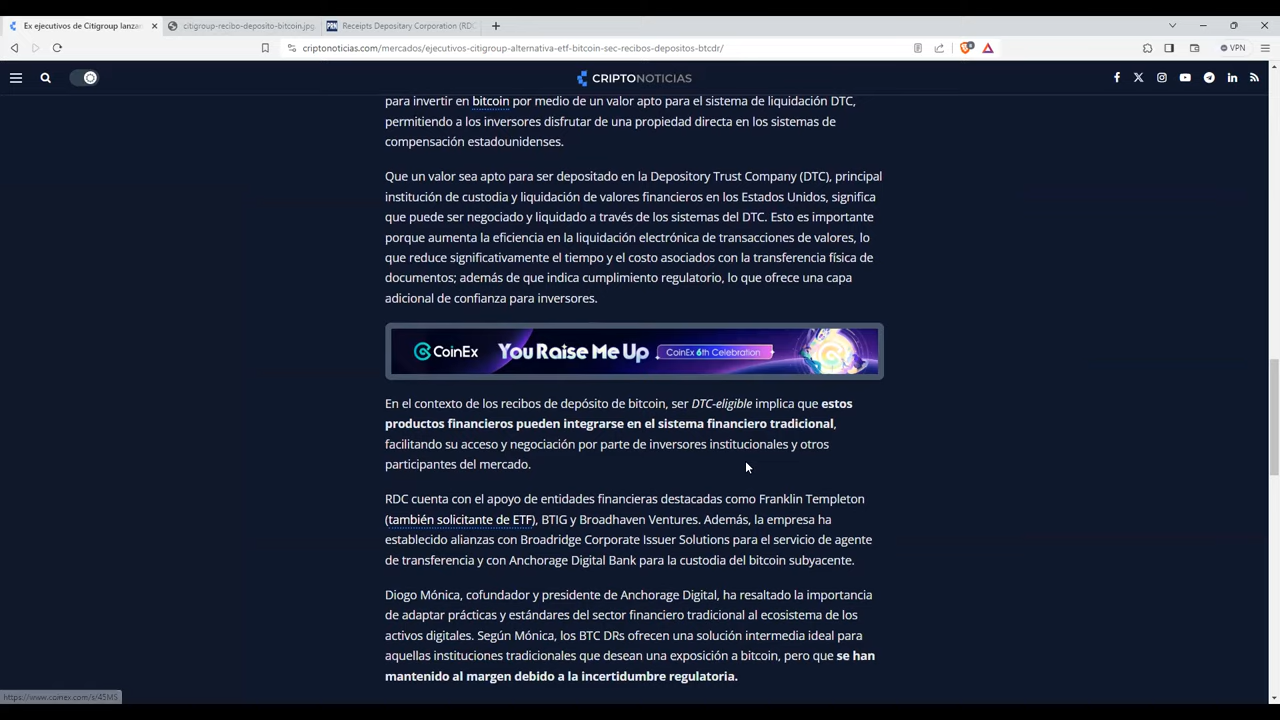 Ex ejecutivos de Citigroup lanza
citigroup-recibo-deposito-bitcoin.jpg
PRN
Receipts Depositary Corporation (RDC
criptonoticias.com/mercados/ejecutivos-citigroup-alternativa-etf-bitcoin-sec-recibos-depositos-btcdr/
VPN
CRIPTONOTICIAS
para invertir en bitcoin por medio de un valor apto para el sistema de liquidación DTC,
permitiendo a los inversores disfrutar de una propiedad directa en los sistemas de
compensación estadounidenses.
Que un valor sea apto para ser depositado en la Depository Trust Company (DTC), principal
institución de custodia y liquidación de valores financieros en los Estados Unidos, significa
que puede ser negociado y liquidado a través de los sistemas del DTC. Esto es importante
porque aumenta la eficiencia en la liquidación electrónica de transacciones de valores, lo
que reduce significativamente el tiempo y el costo asociados con la transferencia física de
documentos; además de que indica cumplimiento regulatorio, lo que ofrece una capa
adicional de confianza para inversores.
CoinEx You Raise Me Up CoinEx 6th Celebration
En el contexto de los recibos de depósito de bitcoin, ser DTC-eligible implica que estos
productos financieros pueden integrarse en el sistema financiero tradicional,
facilitando su acceso y negociación por parte de inversores institucionales y otros
participantes del mercado.
RDC cuenta con el apoyo de entidades financieras destacadas como Franklin Templeton
(también solicitante de ETF), BTIG y Broadhaven Ventures. Además, la empresa ha
establecido alianzas con Broadridge Corporate Issuer Solutions para el servicio de agente
de transferencia y con Anchorage Digital Bank para la custodia del bitcoin subyacente.
Diogo Mónica, cofundador y presidente de Anchorage Digital, ha resaltado la importancia
de adaptar prácticas y estándares del sector financiero tradicional al ecosistema de los
activos digitales. Según Mónica, los BTC DRs ofrecen una solución intermedia ideal para
aquellas instituciones tradicionales que desean una exposición a bitcoin, pero que se han
mantenido al margen debido a la incertidumbre regulatoria.
https://www.coinex.com/s/45MS